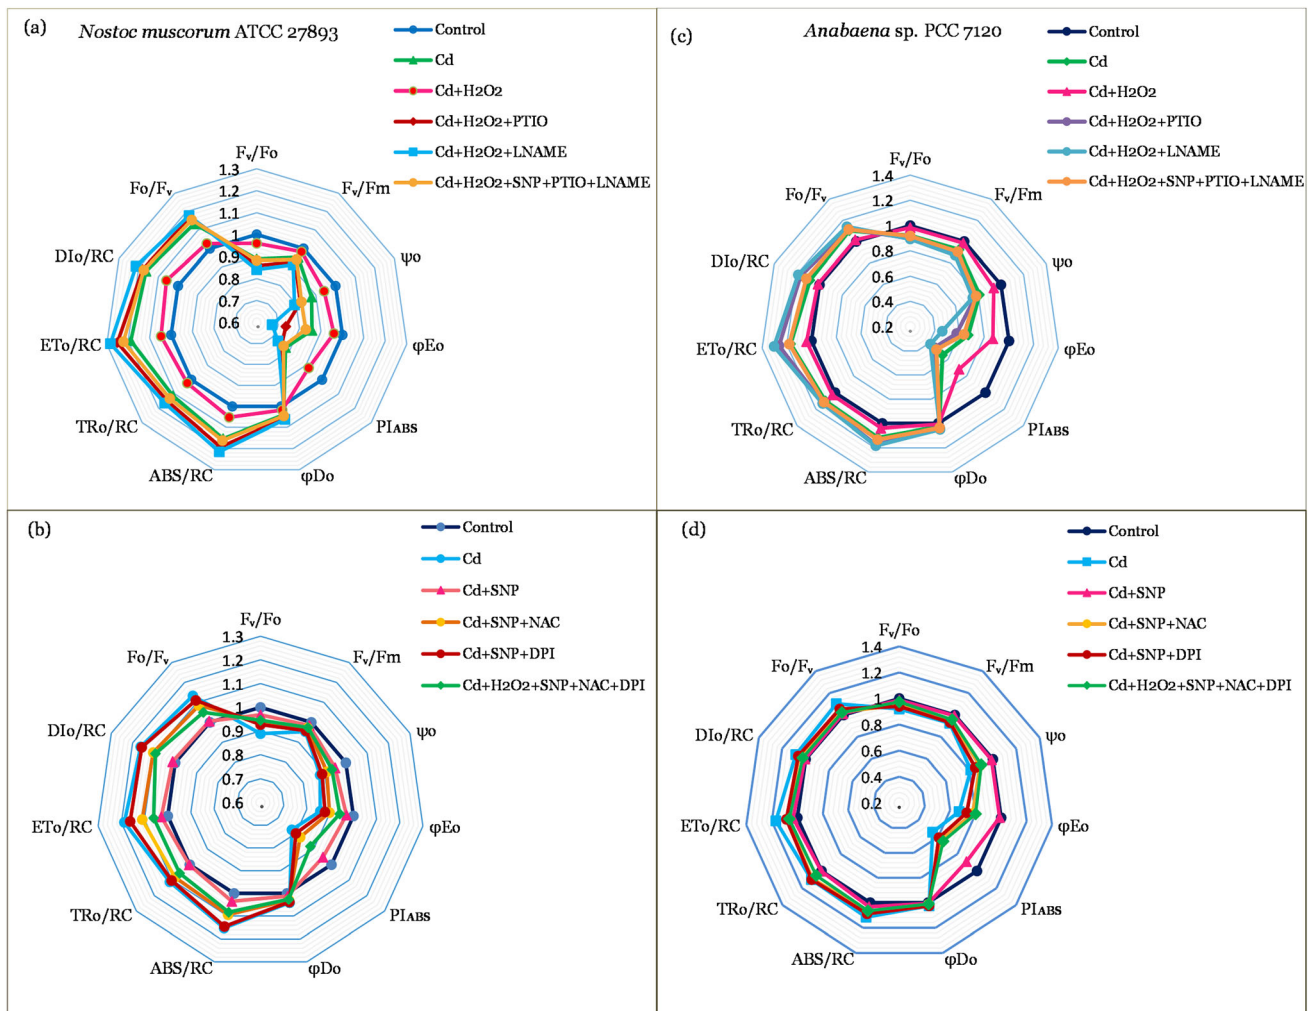 (a)
Nostoc muscorum ATCC 27893
Control
Cd
Cd+H2O2
Cd+H2O2+PTIO
Cd+H2O2+LNAME
Cd+H2O2+SNP+PTIO+LNAME
Fv/Fo
Fv/Fm
ψo
φEo
PIABS
φDo
ABS/RC
TRo/RC
ETo/RC
DIo/RC
Fo/Fv
1.3
1.2
1.1
1
0.9
0.8
0.7
0.6
(c)
Anabaena sp. PCC 7120
Control
Cd
Cd+H2O2
Cd+H2O2+PTIO
Cd+H2O2+LNAME
Cd+H2O2+SNP+PTIO+LNAME
Fv/Fo
Fv/Fm
ψo
φEo
PIABS
φDo
ABS/RC
TRo/RC
ETo/RC
DIo/RC
Fo/Fv
1.4
1.2
1
0.8
0.6
0.4
0.2
(b)
Control
Cd
Cd+SNP
Cd+SNP+NAC
Cd+SNP+DPI
Cd+H2O2+SNP+NAC+DPI
Fv/Fo
Fv/Fm
ψo
φEo
PIABS
φDo
ABS/RC
TRo/RC
ETo/RC
DIo/RC
Fo/Fv
1.3
1.2
1.1
1
0.9
0.8
0.7
0.6
(d)
Control
Cd
Cd+SNP
Cd+SNP+NAC
Cd+SNP+DPI
Cd+H2O2+SNP+NAC+DPI
Fv/Fo
Fv/Fm
ψo
φEo
PIABS
φDo
ABS/RC
TRo/RC
ETo/RC
DIo/RC
Fo/Fv
1.4
1.2
1
0.8
0.6
0.4
0.2